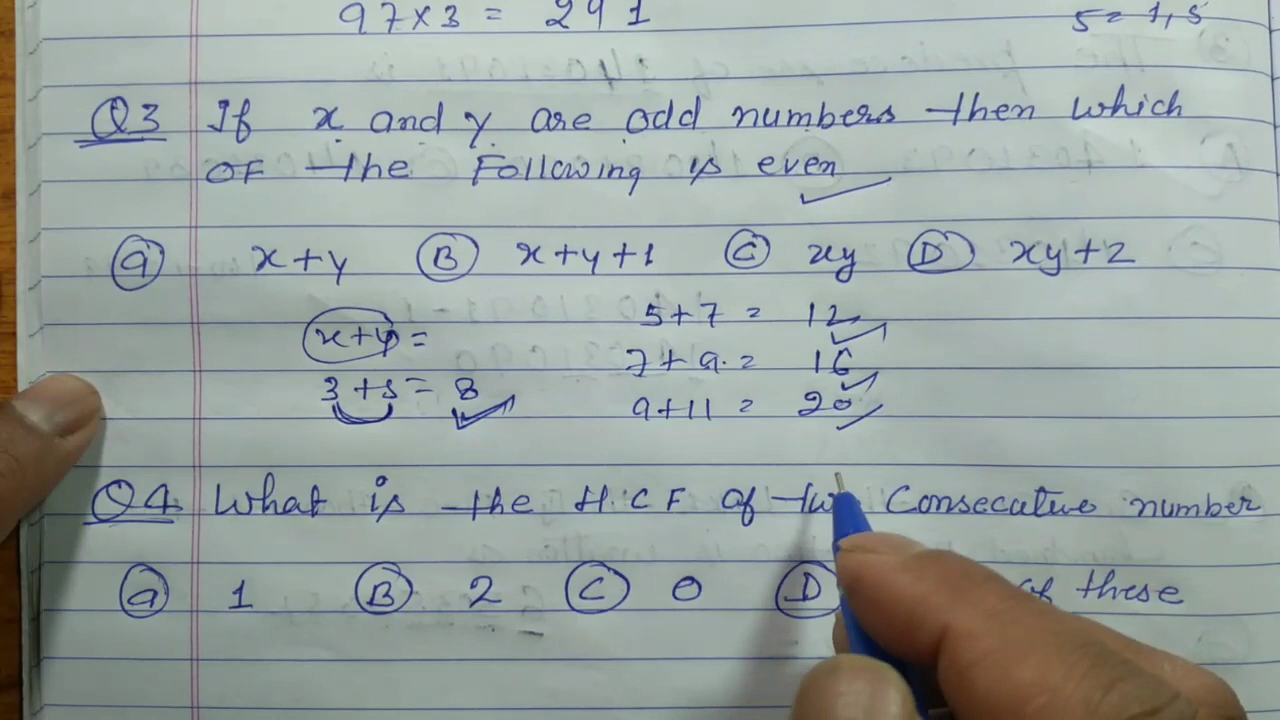 97×3 = 291
5= 1, 5
Q3 If x and y are odd numbers then which
OF the Following is even
(a) x+y (B) x+y+1 (C) xy (D) xy+2
x+y =
3+5= 8
5+7 = 12
7+9 = 16
9+11 = 20
Q4 What is the H.C.F of Consecutive number
(a) 1 (B) 2 (C) 0 (D) of these